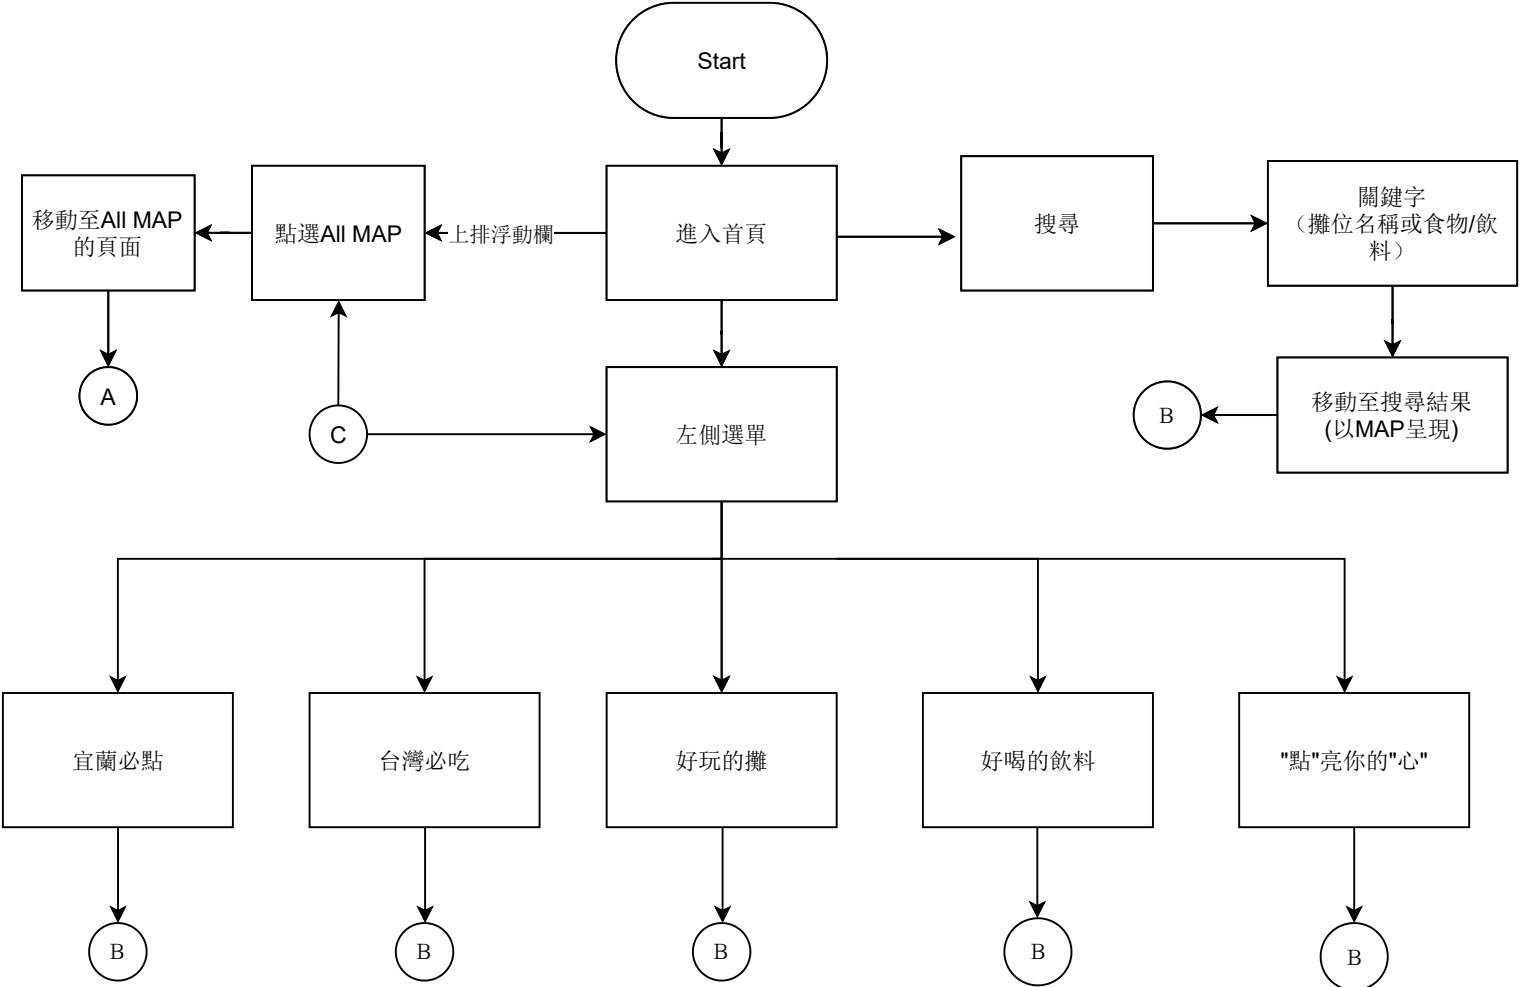 Start
移動至All MAP
的頁面
點選All MAP
上排浮動欄
進入首頁
搜尋
關鍵字
（攤位名稱或食物/飲
料）
A
C
左側選單
B
移動至搜尋結果
(以MAP呈現)
宜蘭必點
台灣必吃
好玩的攤
好喝的飲料
"點"亮你的"心"
B
B
B
B
B